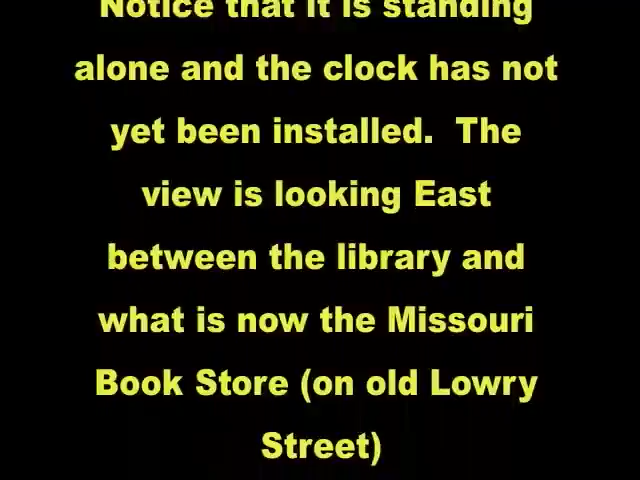 Notice that it is standing
alone and the clock has not
yet been installed.  The
view is looking East
between the library and
what is now the Missouri
Book Store (on old Lowry
Street)